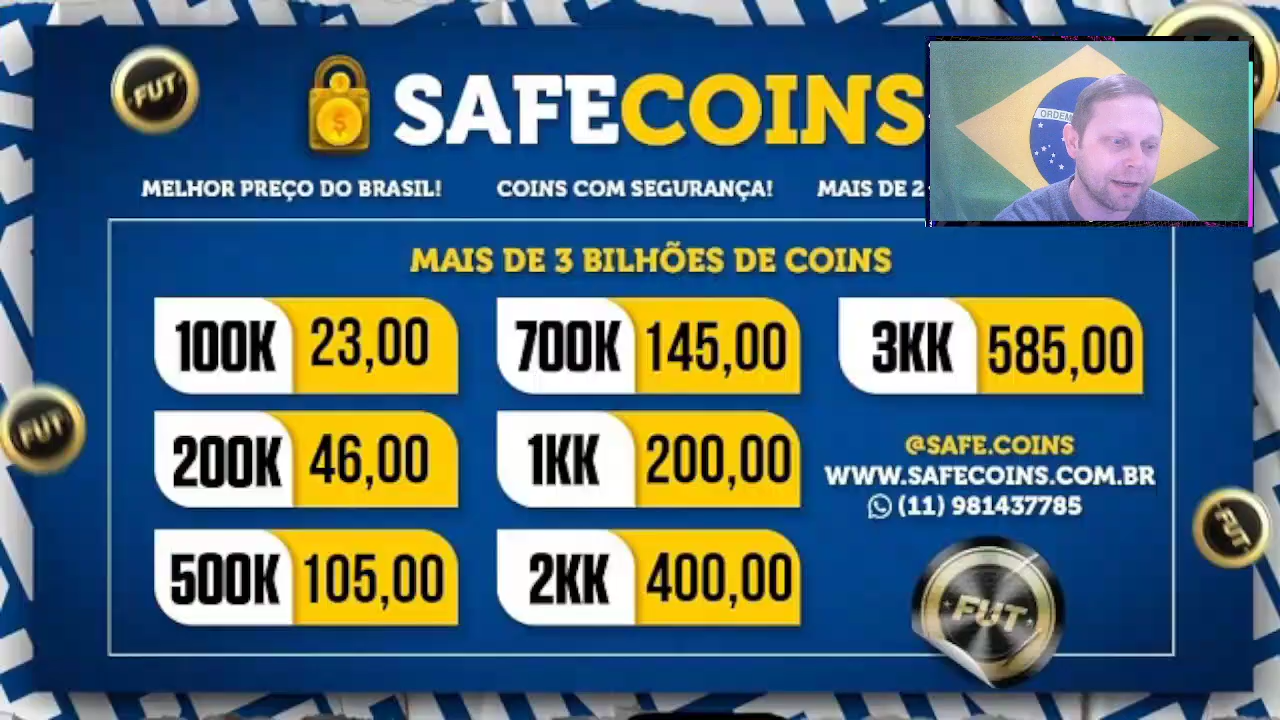 SAFECOINS
MELHOR PREÇO DO BRASIL! COINS COM SEGURANÇA! MAIS DE 2
MAIS DE 3 BILHÕES DE COINS
100K 23,00 700K 145,00 3KK 585,00
200K 46,00 1KK 200,00
500K 105,00 2KK 400,00
@SAFE.COINS
WWW.SAFECOINS.COM.BR
(11) 981437785
FUT
FUT
FUT
FUT
ORDEM